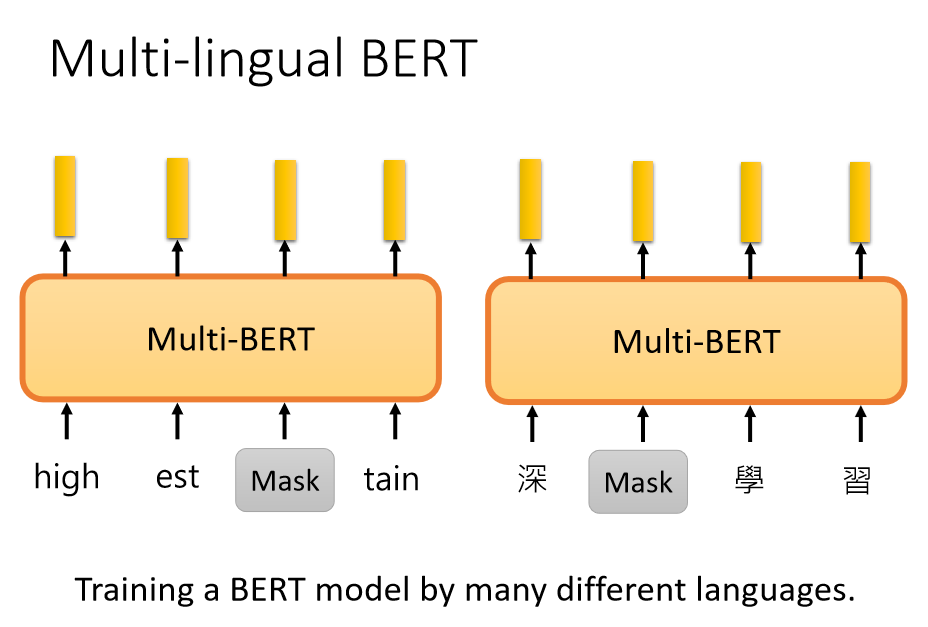 Multi-lingual BERT
Multi-BERT
high est Mask tain
Multi-BERT
深 Mask 學 習
Training a BERT model by many different languages.